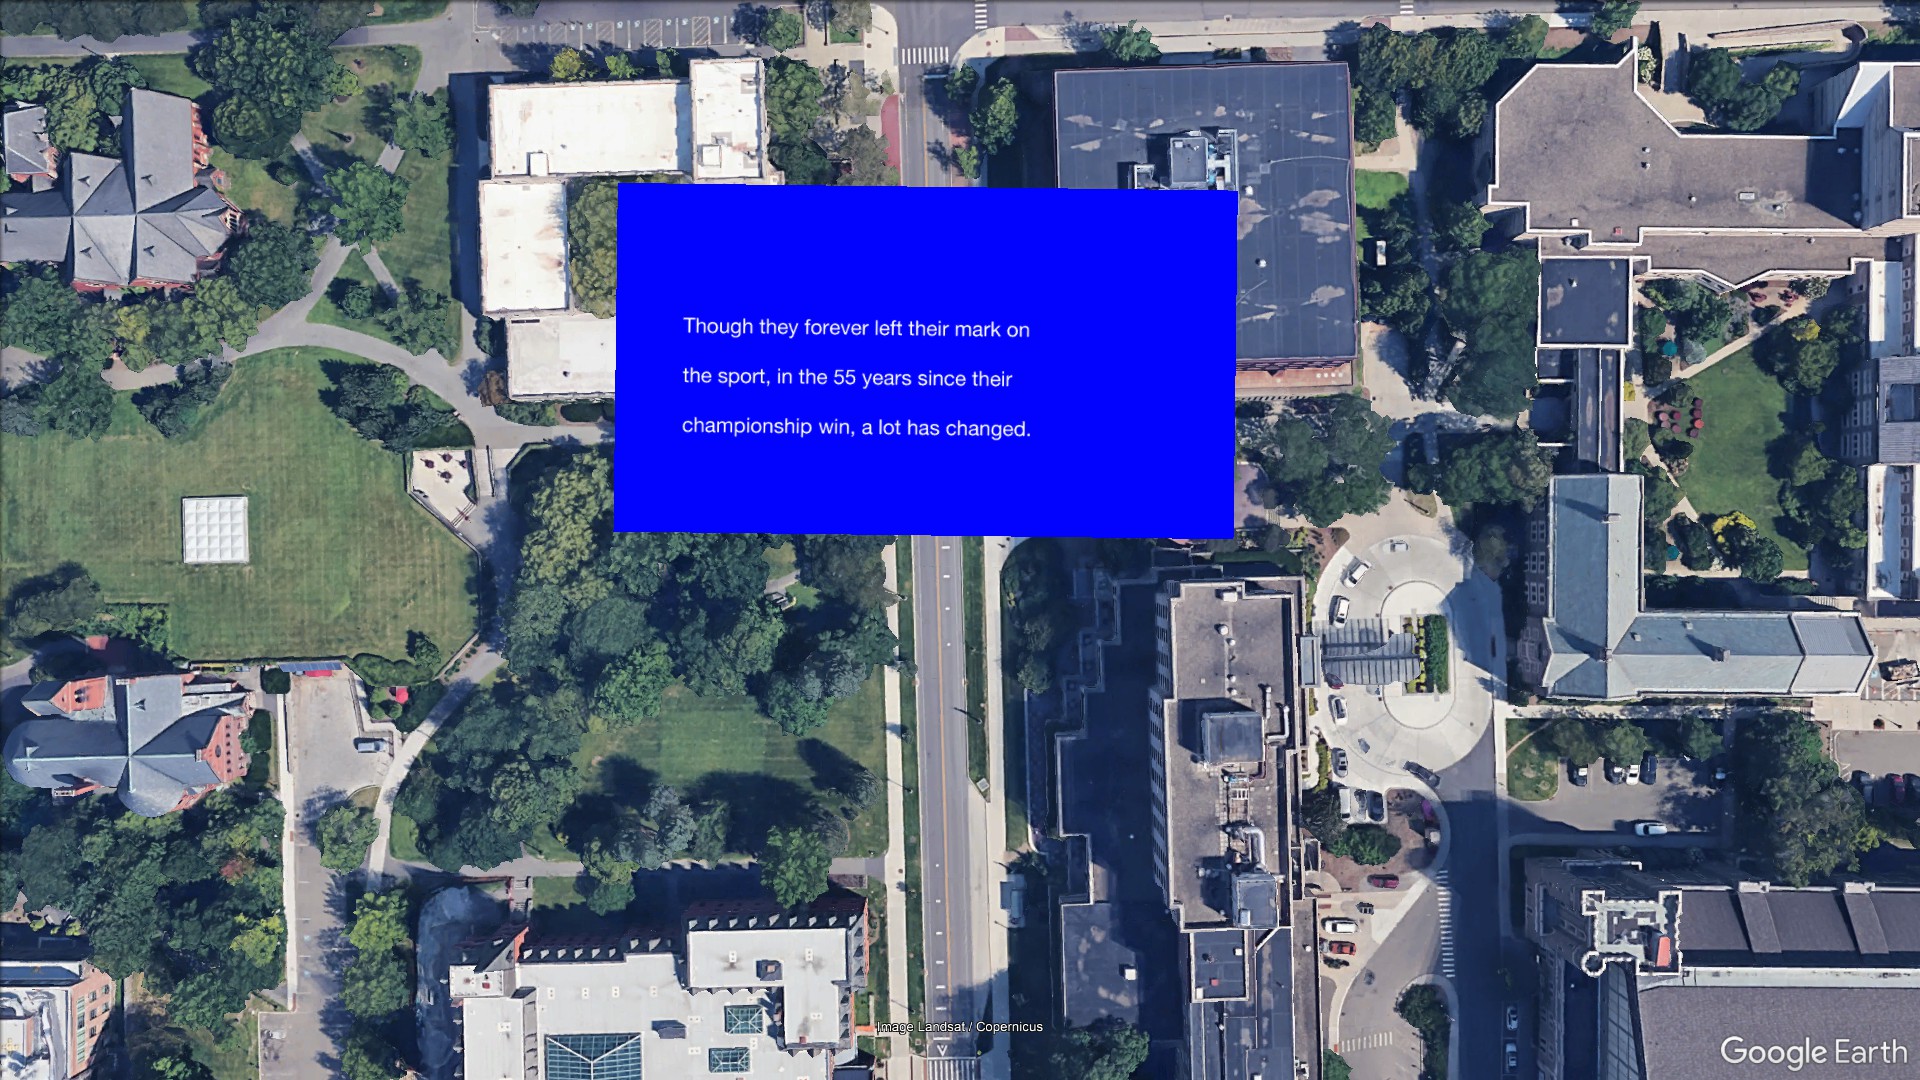 Though they forever left their mark on
the sport, in the 55 years since their
championship win, a lot has changed.
Image Landsat / Copernicus
Google Earth